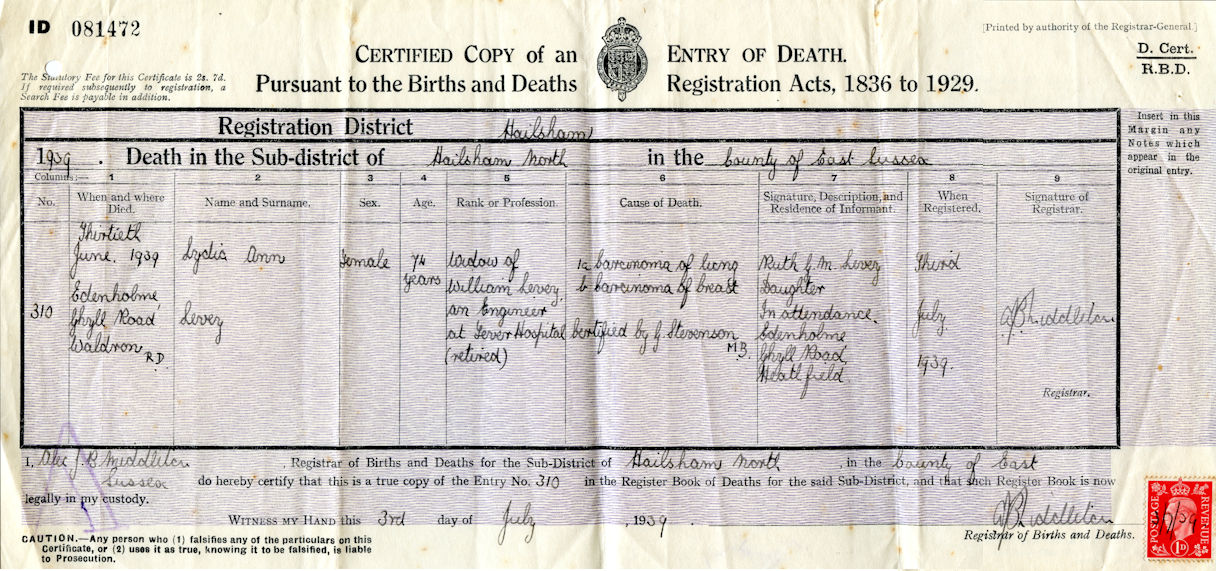 ID 081472
[Printed by authority of the Registrar-General.]
CERTIFIED COPY OF AN ENTRY OF DEATH.
D. Cert.
R.B.D.
The Statutory Fee for this Certificate is 2s. 7d.
If required subsequently to registration, a
Search Fee is payable in addition.
Pursuant to the Births and Deaths Registration Acts, 1836 to 1929.
Registration District Hailsham
Insert in this
Margin any
Notes which
appear in the
original entry.
1939. Death in the Sub-district of Hailsham North in the County of East Sussex
Columns:— 1 2 3 4 5 6 7 8 9
No.
When and where
Died.
Name and Surname.
Sex.
Age.
Rank or Profession.
Cause of Death.
Signature, Description, and
Residence of Informant.
When
Registered.
Signature of
Registrar.
310
Thirtieth
June. 1939
Edenholme,
Ghyll Road
Waldron R.D.
Lydia Ann
Levey
Female
74
years
Widow of
William Levey,
an Engineer
at Fever Hospital
(retired)
1a Carcinoma of lung
b Carcinoma of breast
Certified by G Stevenson
M.B.
Ruth G. M. Levey
Daughter
In attendance.
Edenholme
Ghyll Road,
Heathfield
Third
July
1939.
Middleton
Registrar.
I, Alec J. B Middleton, Registrar of Births and Deaths for the Sub-District of Hailsham North, in the County of East
Sussex do hereby certify that this is a true copy of the Entry No. 310 in the Register Book of Deaths for the said Sub-District, and that such Register Book is now
legally in my custody.
WITNESS MY HAND this 3rd day of July, 1939.
Middleton
Registrar of Births and Deaths.
CAUTION.—Any person who (1) falsifies any of the particulars on this
Certificate, or (2) uses it as true, knowing it to be falsified, is liable
to Prosecution.
POSTAGE REVENUE
1D